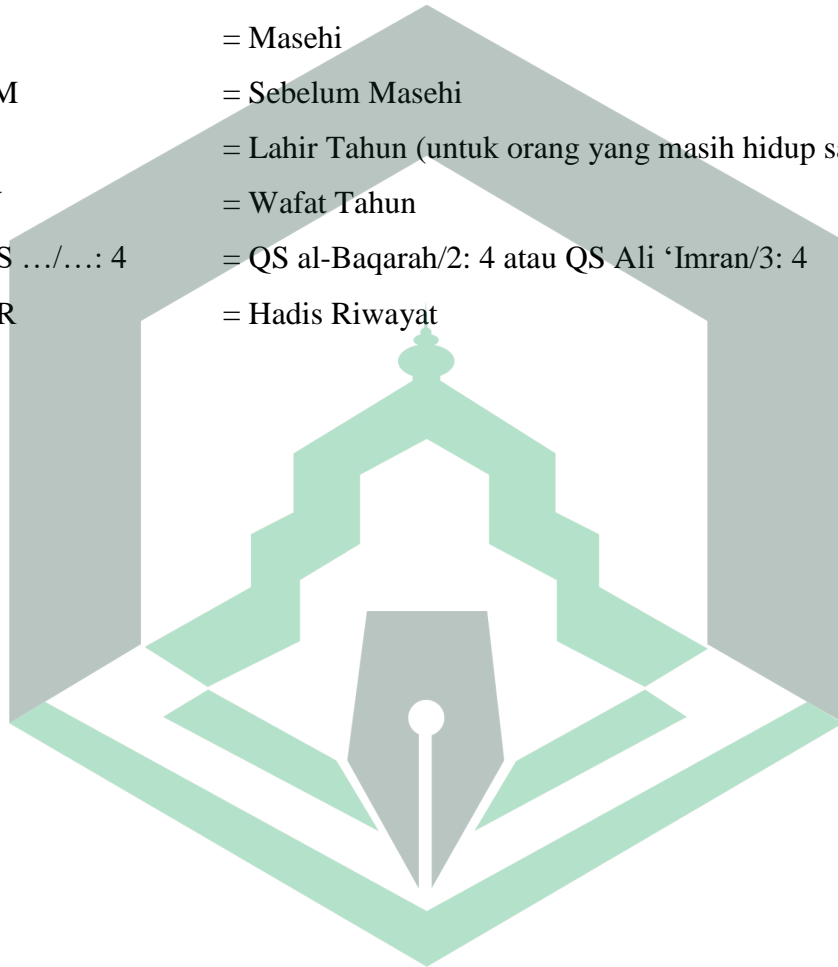 = Masehi
M = Sebelum Masehi
= Lahir Tahun (untuk orang yang masih hidup
= Wafat Tahun
S …/…: 4 = QS al-Baqarah/2: 4 atau QS Ali ‘Imran/3: 4
R = Hadis Riwayat